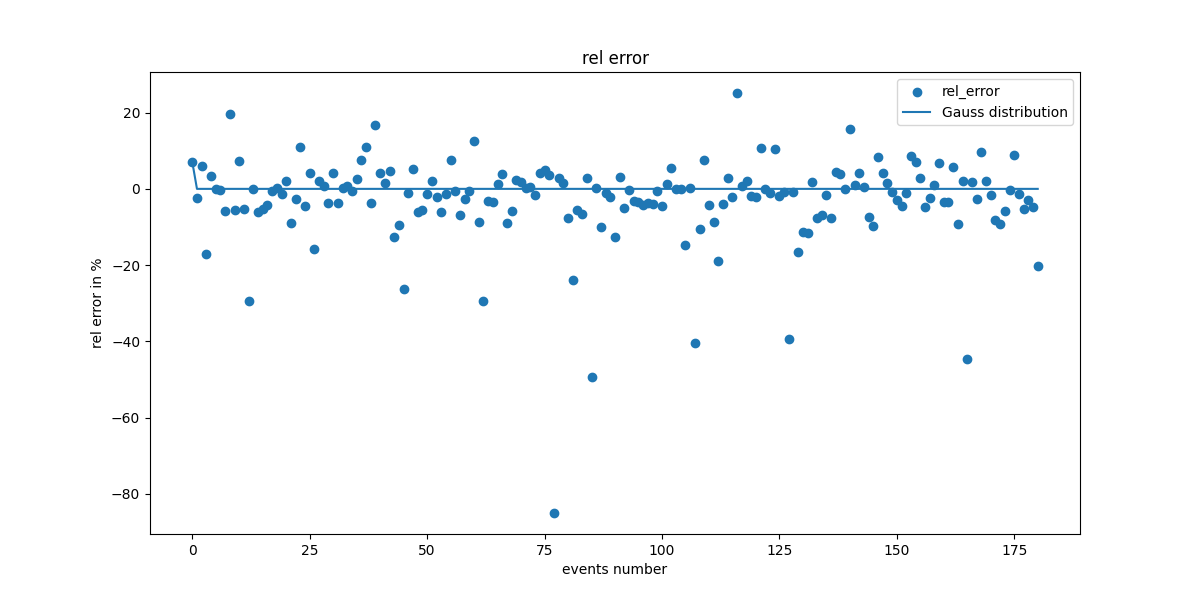 rel error
rel_error
Gauss distribution
rel error in %
20
0
−20
−40
−60
−80
0 25 50 75 100 125 150 175
events number